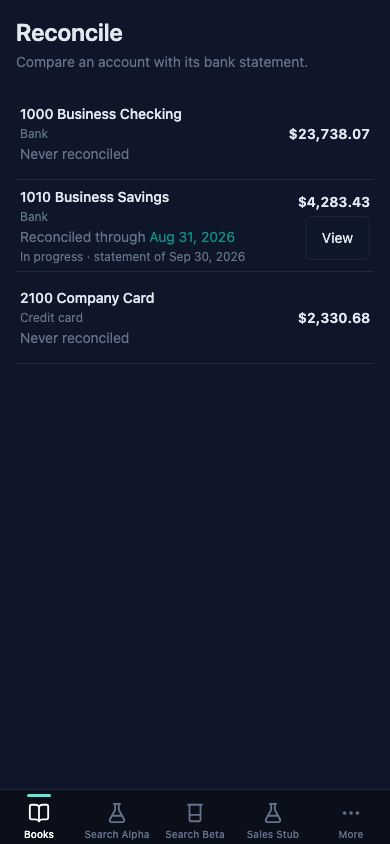 Reconcile
Compare an account with its bank statement.
1000 Business Checking
Bank
$23,738.07
Never reconciled
1010 Business Savings
$4,283.43
Bank
Reconciled through Aug 31, 2026
View
In progress · statement of Sep 30, 2026
2100 Company Card
Credit card
$2,330.68
Never reconciled
Books
Search Alpha
Search Beta
Sales Stub
More